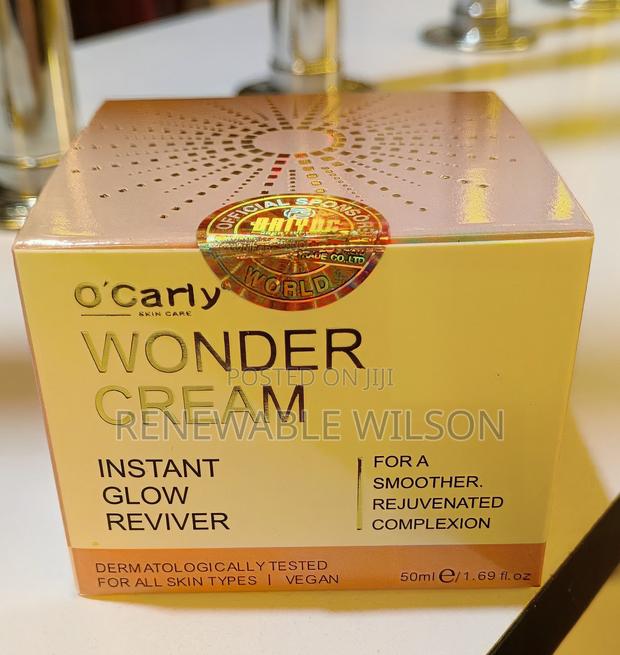 OFFICIAL SPONSOR
TRADE CO.,LTD
WORLD
O'Carly
SKIN CARE
WONDER
CREAM
POSTED ON JIJI
RENEWABLE WILSON
INSTANT
GLOW
REVIVER
FOR A
SMOOTHER.
REJUVENATED
COMPLEXION
DERMATOLOGICALLY TESTED
FOR ALL SKIN TYPES | VEGAN
50ml e/1.69 fl.oz